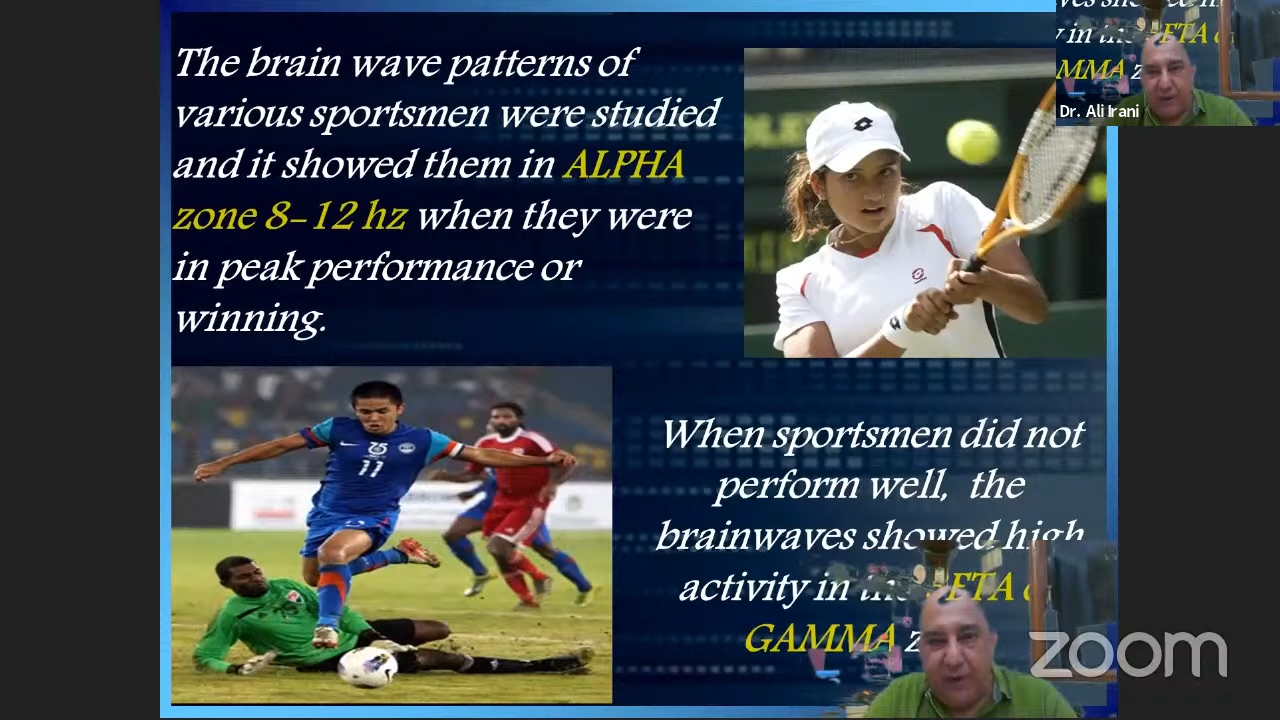 The brain wave patterns of
various sportsmen were studied
and it showed them in ALPHA
zone 8-12 hz when they were
in peak performance or
winning.
Dr. Ali Irani
11
When sportsmen did not
perform well, the
brainwaves showed high
activity in
GAMMA
zoom